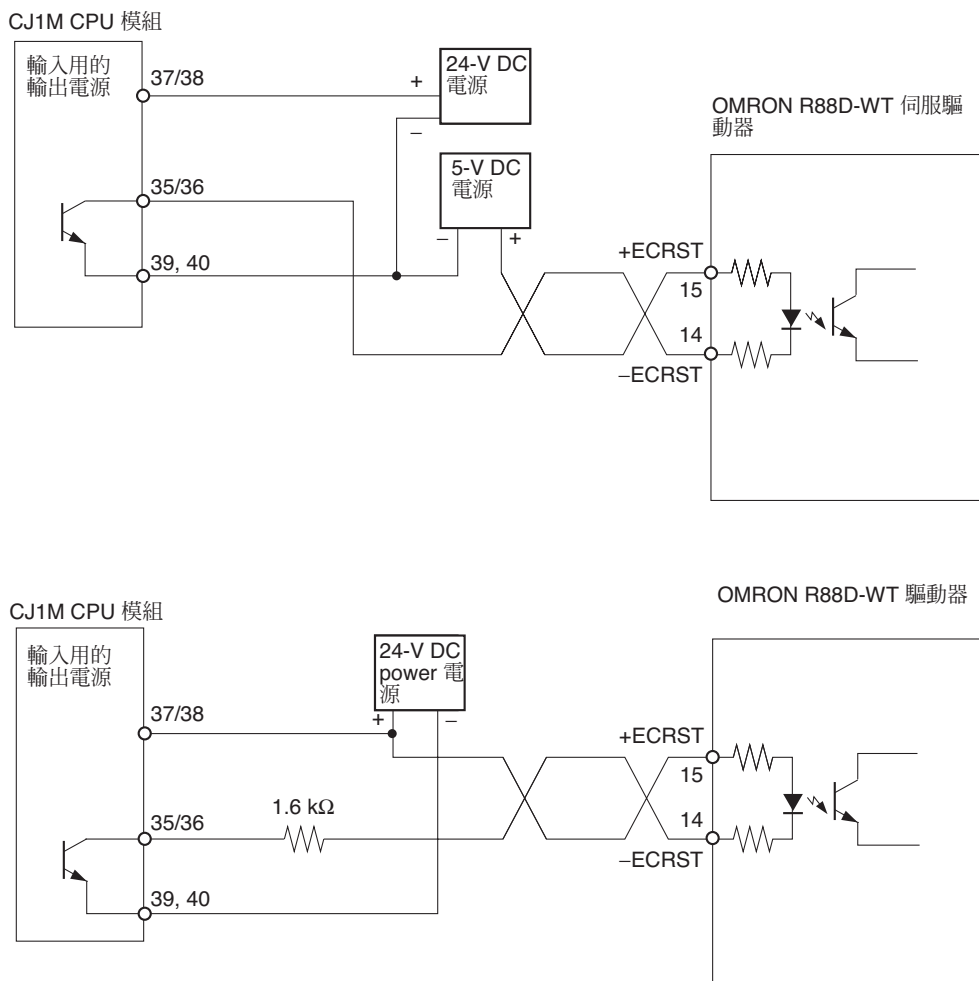 CJ1M CPU 模組
輸入用的
輸出電源
37/38
+
24-V DC
電源
–
OMRON R88D-WT 伺服驅
動器
5-V DC
電源
35/36
–
+
+ECRST
39, 40
15
14
–ECRST
OMRON R88D-WT 驅動器
CJ1M CPU 模組
輸入用的
輸出電源
24-V DC
power 電
源
37/38
+
–
+ECRST
15
1.6 kΩ
35/36
14
–ECRST
39, 40